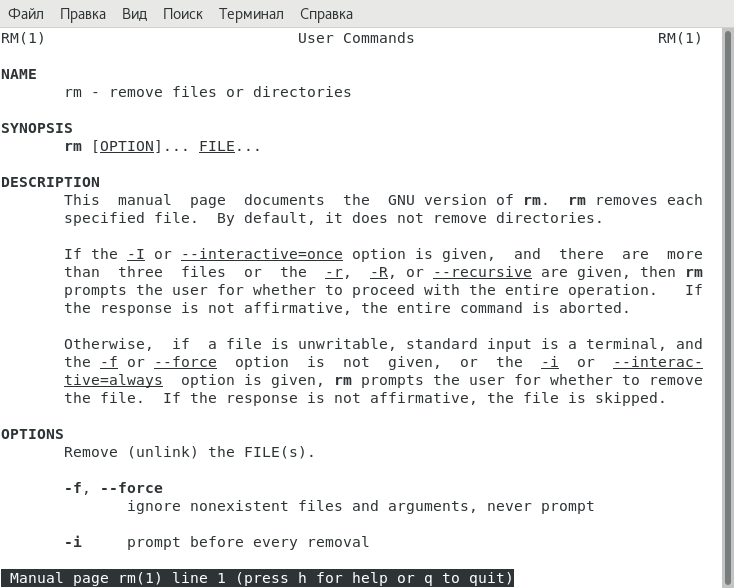 Файл Правка Вид Поиск Терминал Справка
RM(1) User Commands RM(1)
NAME
rm - remove files or directories
SYNOPSIS
rm [OPTION]... FILE...
DESCRIPTION
This manual page documents the GNU version of rm. rm removes each
specified file. By default, it does not remove directories.
If the -I or --interactive=once option is given, and there are more
than three files or the -r, -R, or --recursive are given, then rm
prompts the user for whether to proceed with the entire operation. If
the response is not affirmative, the entire command is aborted.
Otherwise, if a file is unwritable, standard input is a terminal, and
the -f or --force option is not given, or the -i or --interac-
tive=always option is given, rm prompts the user for whether to remove
the file. If the response is not affirmative, the file is skipped.
OPTIONS
Remove (unlink) the FILE(s).
-f, --force
ignore nonexistent files and arguments, never prompt
-i prompt before every removal
Manual page rm(1) line 1 (press h for help or q to quit)